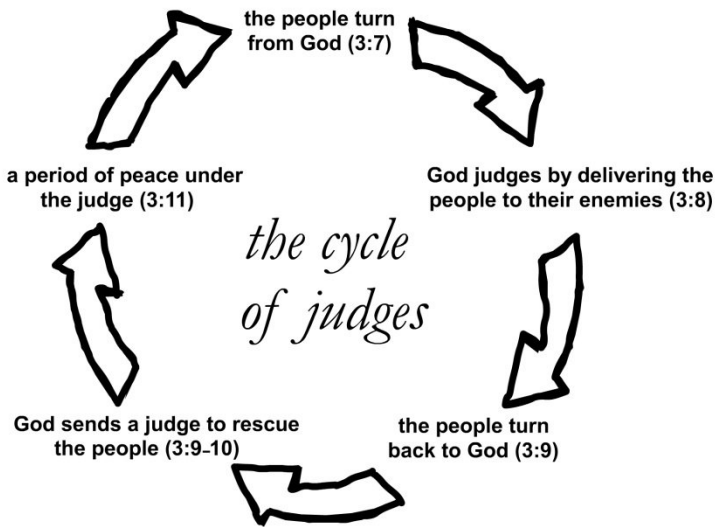 the people turn
from God (3:7)
God judges by delivering the
people to their enemies (3:8)
the people turn
back to God (3:9)
God sends a judge to rescue
the people (3:9-10)
a period of peace under
the judge (3:11)
the cycle
of judges